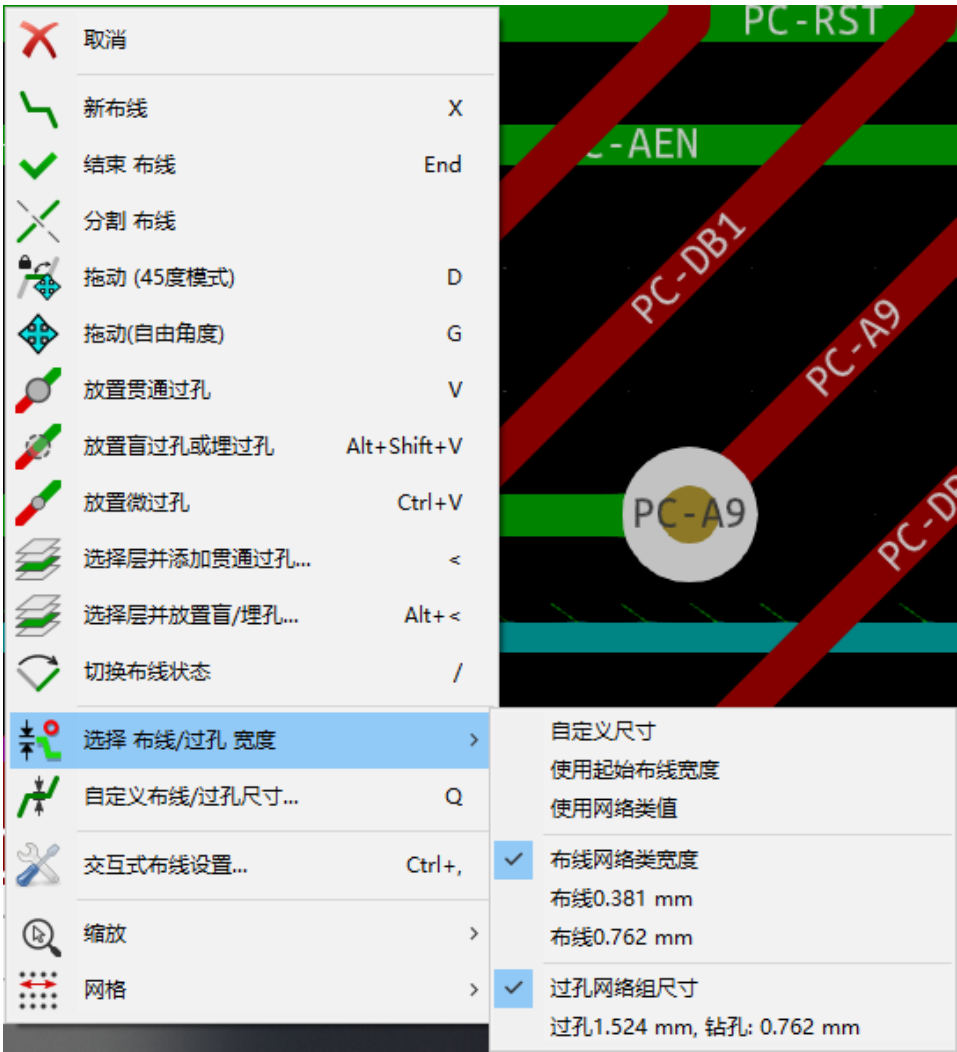 取消
新布线 X
结束 布线 End
分割 布线
拖动 (45度模式) D
拖动(自由角度) G
放置贯通过孔 V
放置盲过孔或埋过孔 Alt+Shift+V
放置微过孔 Ctrl+V
选择层并添加贯通过孔... <
选择层并放置盲/埋孔... Alt+<
切换布线状态 /
选择 布线/过孔 宽度
自定义布线/过孔尺寸... Q
交互式布线设置... Ctrl+,
缩放
网格
自定义尺寸
使用起始布线宽度
使用网络类值
布线网络类宽度
布线0.381 mm
布线0.762 mm
过孔网络组尺寸
过孔1.524 mm, 钻孔: 0.762 mm
PC-RST
-AEN
PC-DB1
PC-A9
PC-A9